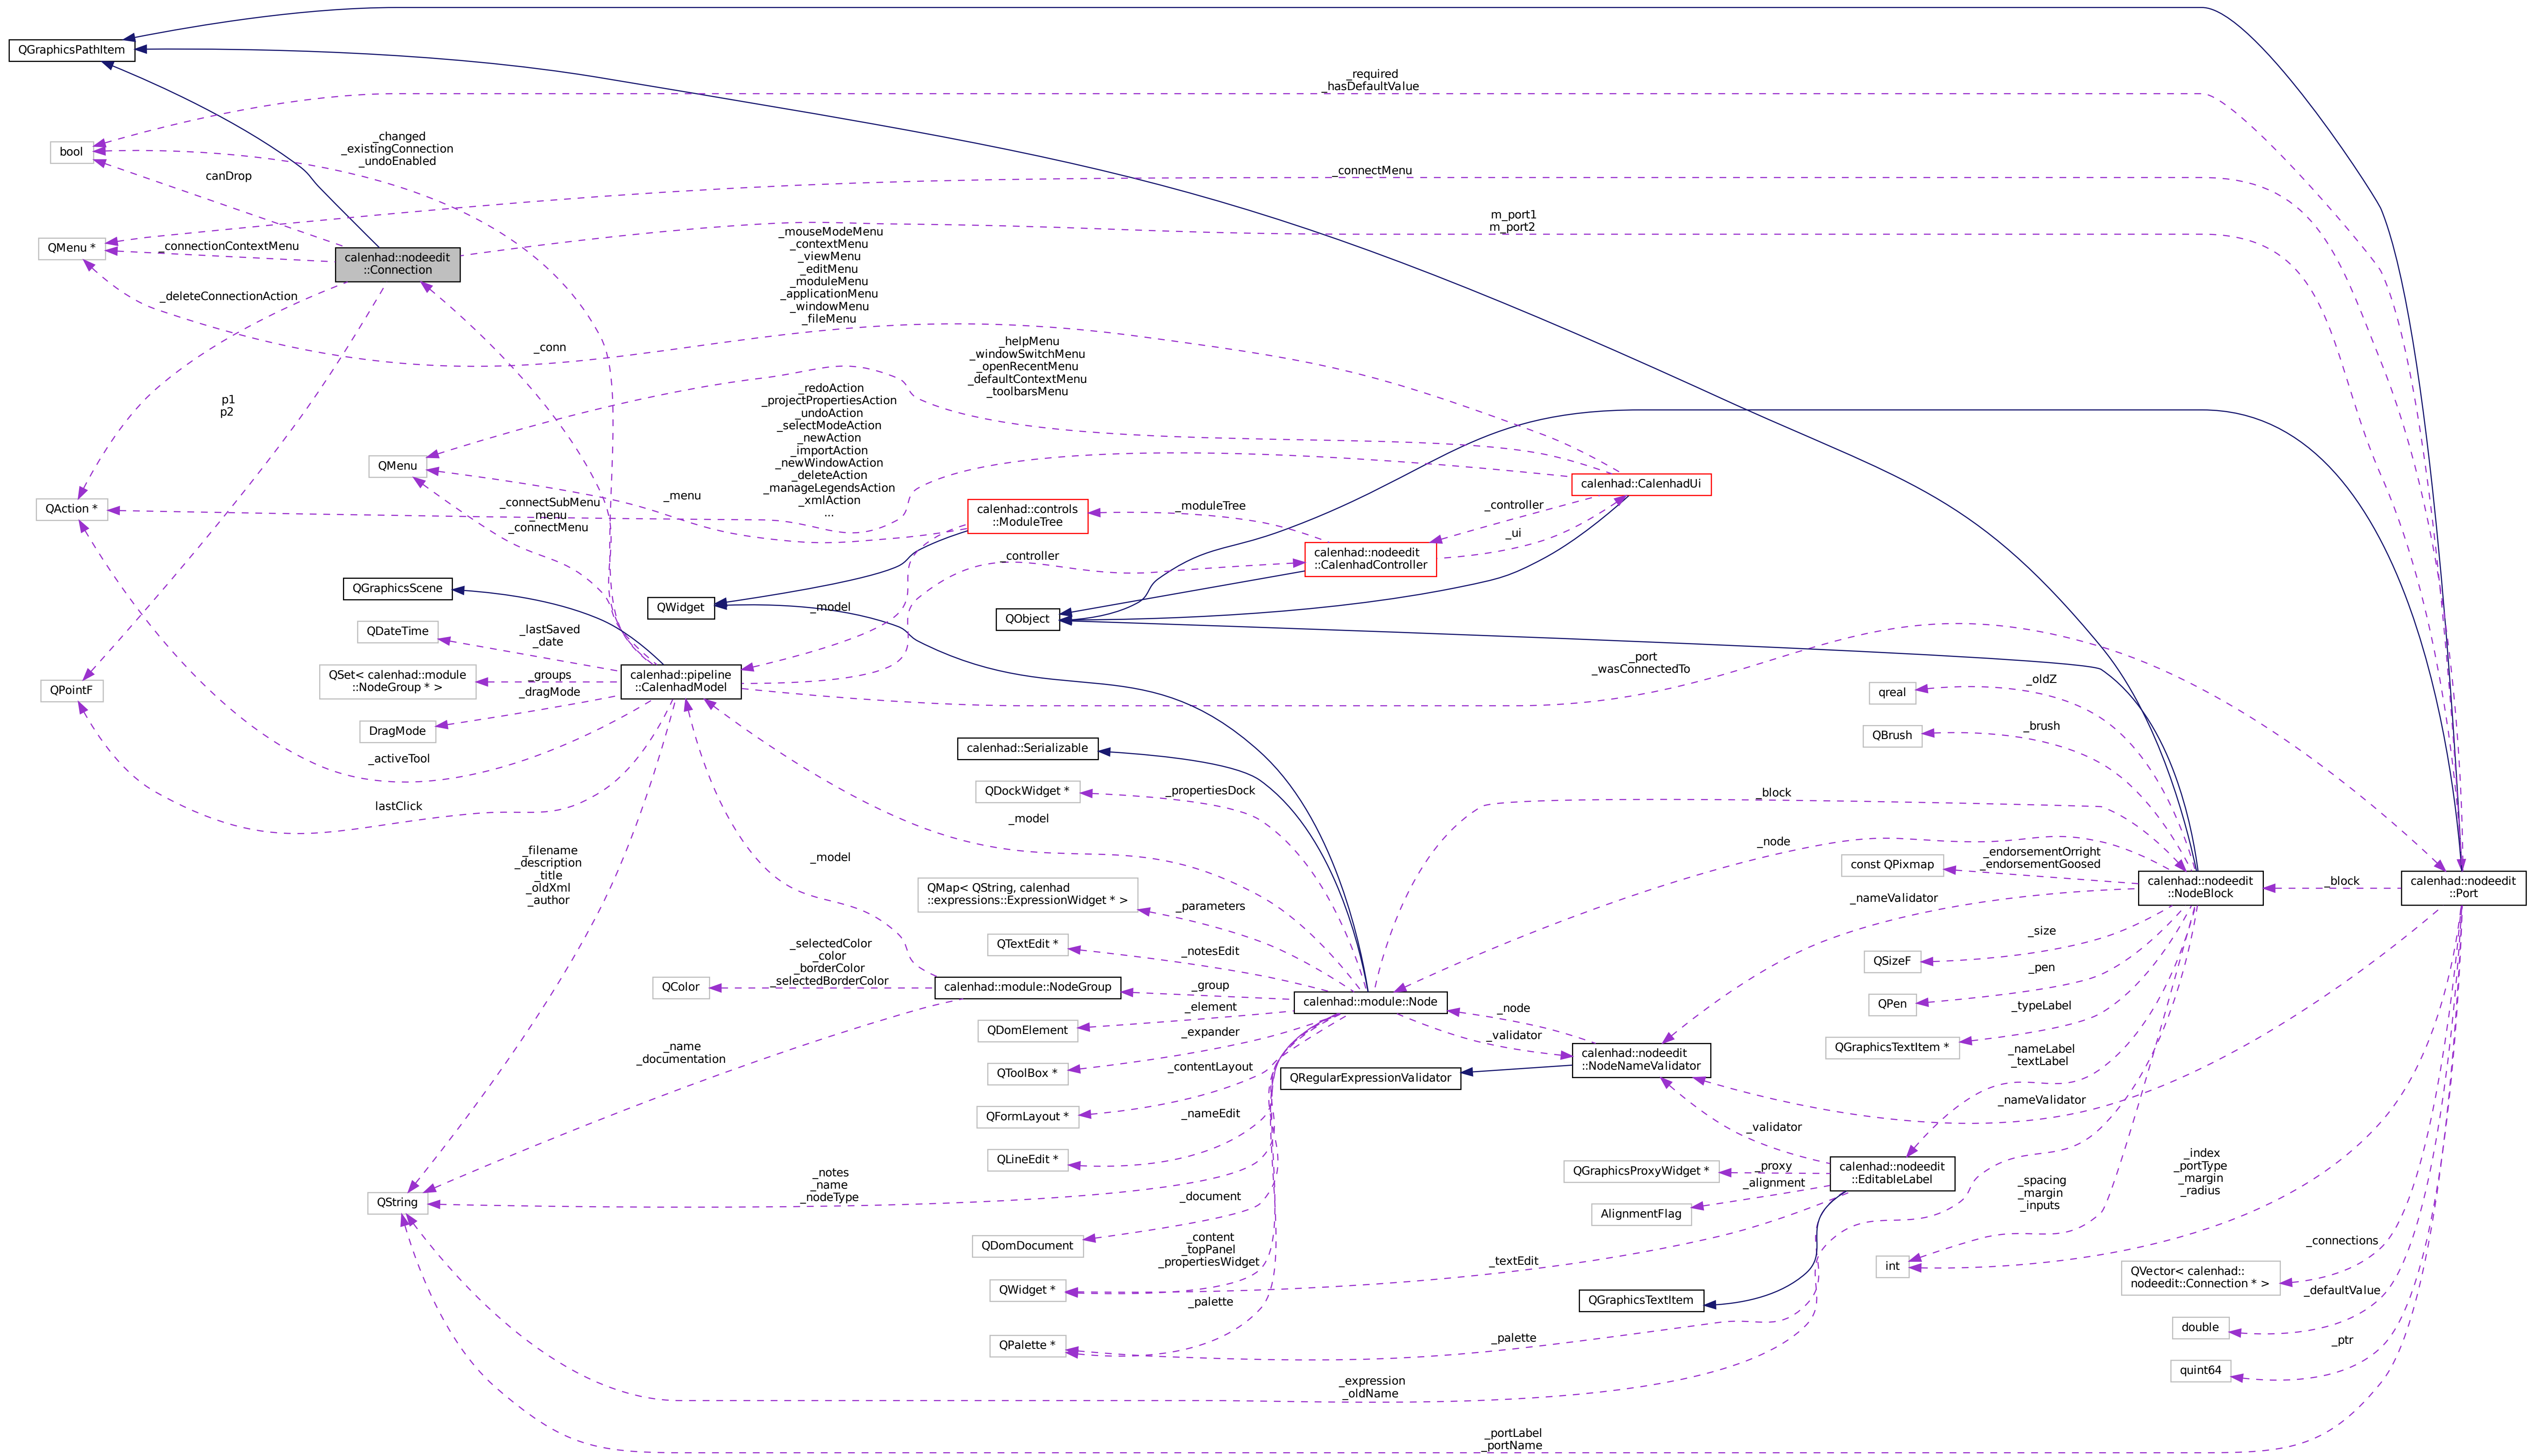 QGraphicsPathItem
_required
_hasDefaultValue
bool
_changed
_existingConnection
_undoEnabled
canDrop
_connectMenu
QMenu *
_connectionContextMenu
calenhad::nodeedit
::Connection
m_port1
m_port2
_mouseModeMenu
_contextMenu
_viewMenu
_editMenu
_moduleMenu
_applicationMenu
_windowMenu
_fileMenu
_deleteConnectionAction
_conn
_helpMenu
_windowSwitchMenu
_openRecentMenu
_defaultContextMenu
_toolbarsMenu
p1
p2
_redoAction
_projectPropertiesAction
_undoAction
_selectModeAction
_newAction
_importAction
_newWindowAction
_deleteAction
_manageLegendsAction
_xmlAction
...
QMenu
QAction *
_connectSubMenu
_menu
_connectMenu
_menu
calenhad::controls
::ModuleTree
_moduleTree
calenhad::CalenhadUi
_controller
_ui
calenhad::nodeedit
::CalenhadController
_controller
QGraphicsScene
QWidget
_model
QObject
QDateTime
_lastSaved
_date
QSet< calenhad::module
::NodeGroup * >
_groups
_dragMode
calenhad::pipeline
::CalenhadModel
_port
_wasConnectedTo
QPointF
DragMode
_activeTool
lastClick
qreal
_oldZ
QBrush
_brush
calenhad::Serializable
QDockWidget *
_propertiesDock
_block
_model
_node
_filename
_description
_title
_oldXml
_author
_model
const QPixmap
_endorsementOrright
_endorsementGoosed
calenhad::nodeedit
::NodeBlock
_block
calenhad::nodeedit
::Port
QMap< QString, calenhad
::expressions::ExpressionWidget * >
_parameters
_nameValidator
QTextEdit *
_notesEdit
QSizeF
_size
_selectedColor
_color
_borderColor
_selectedBorderColor
QColor
calenhad::module::NodeGroup
_group
calenhad::module::Node
_pen
QPen
_element
QDomElement
_node
_typeLabel
_expander
_validator
QGraphicsTextItem *
_name
_documentation
calenhad::nodeedit
::NodeNameValidator
_nameLabel
_textLabel
QToolBox *
_contentLayout
QRegularExpressionValidator
QFormLayout *
_nameEdit
_nameValidator
_validator
QLineEdit *
QGraphicsProxyWidget *
_proxy
_alignment
calenhad::nodeedit
::EditableLabel
_index
_portType
_margin
_radius
QString
_notes
_name
_nodeType
_document
AlignmentFlag
_spacing
_margin
_inputs
QDomDocument
_content
_topPanel
_propertiesWidget
_textEdit
_connections
int
QVector< calenhad::
nodeedit::Connection * >
QWidget *
_palette
QGraphicsTextItem
_defaultValue
double
QPalette *
_palette
_ptr
quint64
_expression
_oldName
_portLabel
_portName